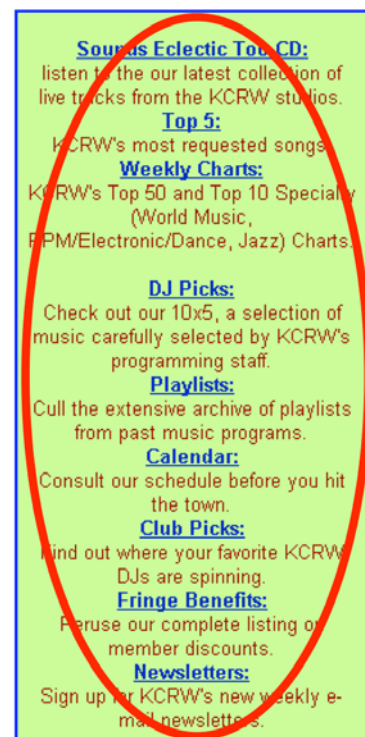 Sounds Eclectic Too CD:
listen to the our latest collection of
live tracks from the KCRW studios.
Top 5:
KCRW's most requested songs.
Weekly Charts:
KCRW's Top 50 and Top 10 Specialty
(World Music,
RPM/Electronic/Dance, Jazz) Charts.
DJ Picks:
Check out our 10x5, a selection of
music carefully selected by KCRW's
programming staff.
Playlists:
Cull the extensive archive of playlists
from past music programs.
Calendar:
Consult our schedule before you hit
the town.
Club Picks:
Find out where your favorite KCRW
DJs are spinning.
Fringe Benefits:
Peruse our complete listing of
member discounts.
Newsletters:
Sign up for KCRW's new weekly e-
mail newsletters.